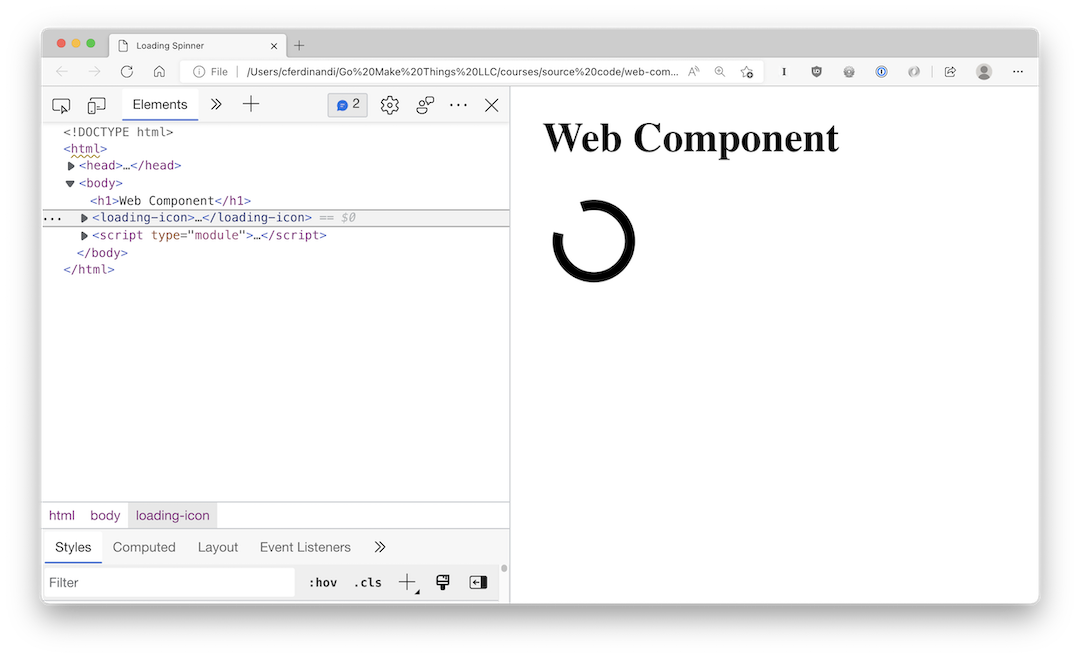 Loading Spinner
File /Users/cferdinandi/Go%20Make%20Things%20LLC/courses/source%20code/web-com...
Elements 2
<!DOCTYPE html>
<html>
<head>…</head>
<body>
<h1>Web Component</h1>
<loading-icon>…</loading-icon> == $0
<script type="module">…</script>
</body>
</html>
html body loading-icon
Styles Computed Layout Event Listeners
Filter :hov .cls
Web Component